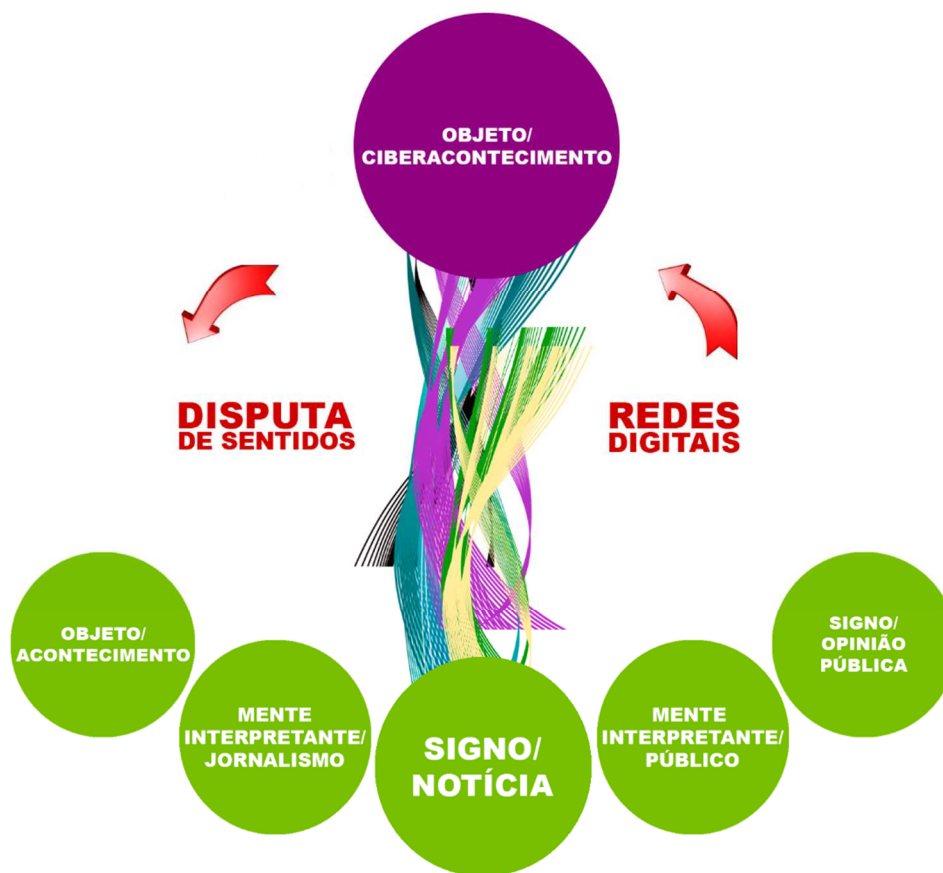 OBJETO/
CIBERACONTECIMENTO
DISPUTA
DE SENTIDOS
REDES
DIGITAIS
OBJETO/
ACONTECIMENTO
MENTE
INTERPRETANTE/
JORNALISMO
SIGNO/
NOTÍCIA
MENTE
INTERPRETANTE/
PÚBLICO
SIGNO/
OPINIÃO
PÚBLICA